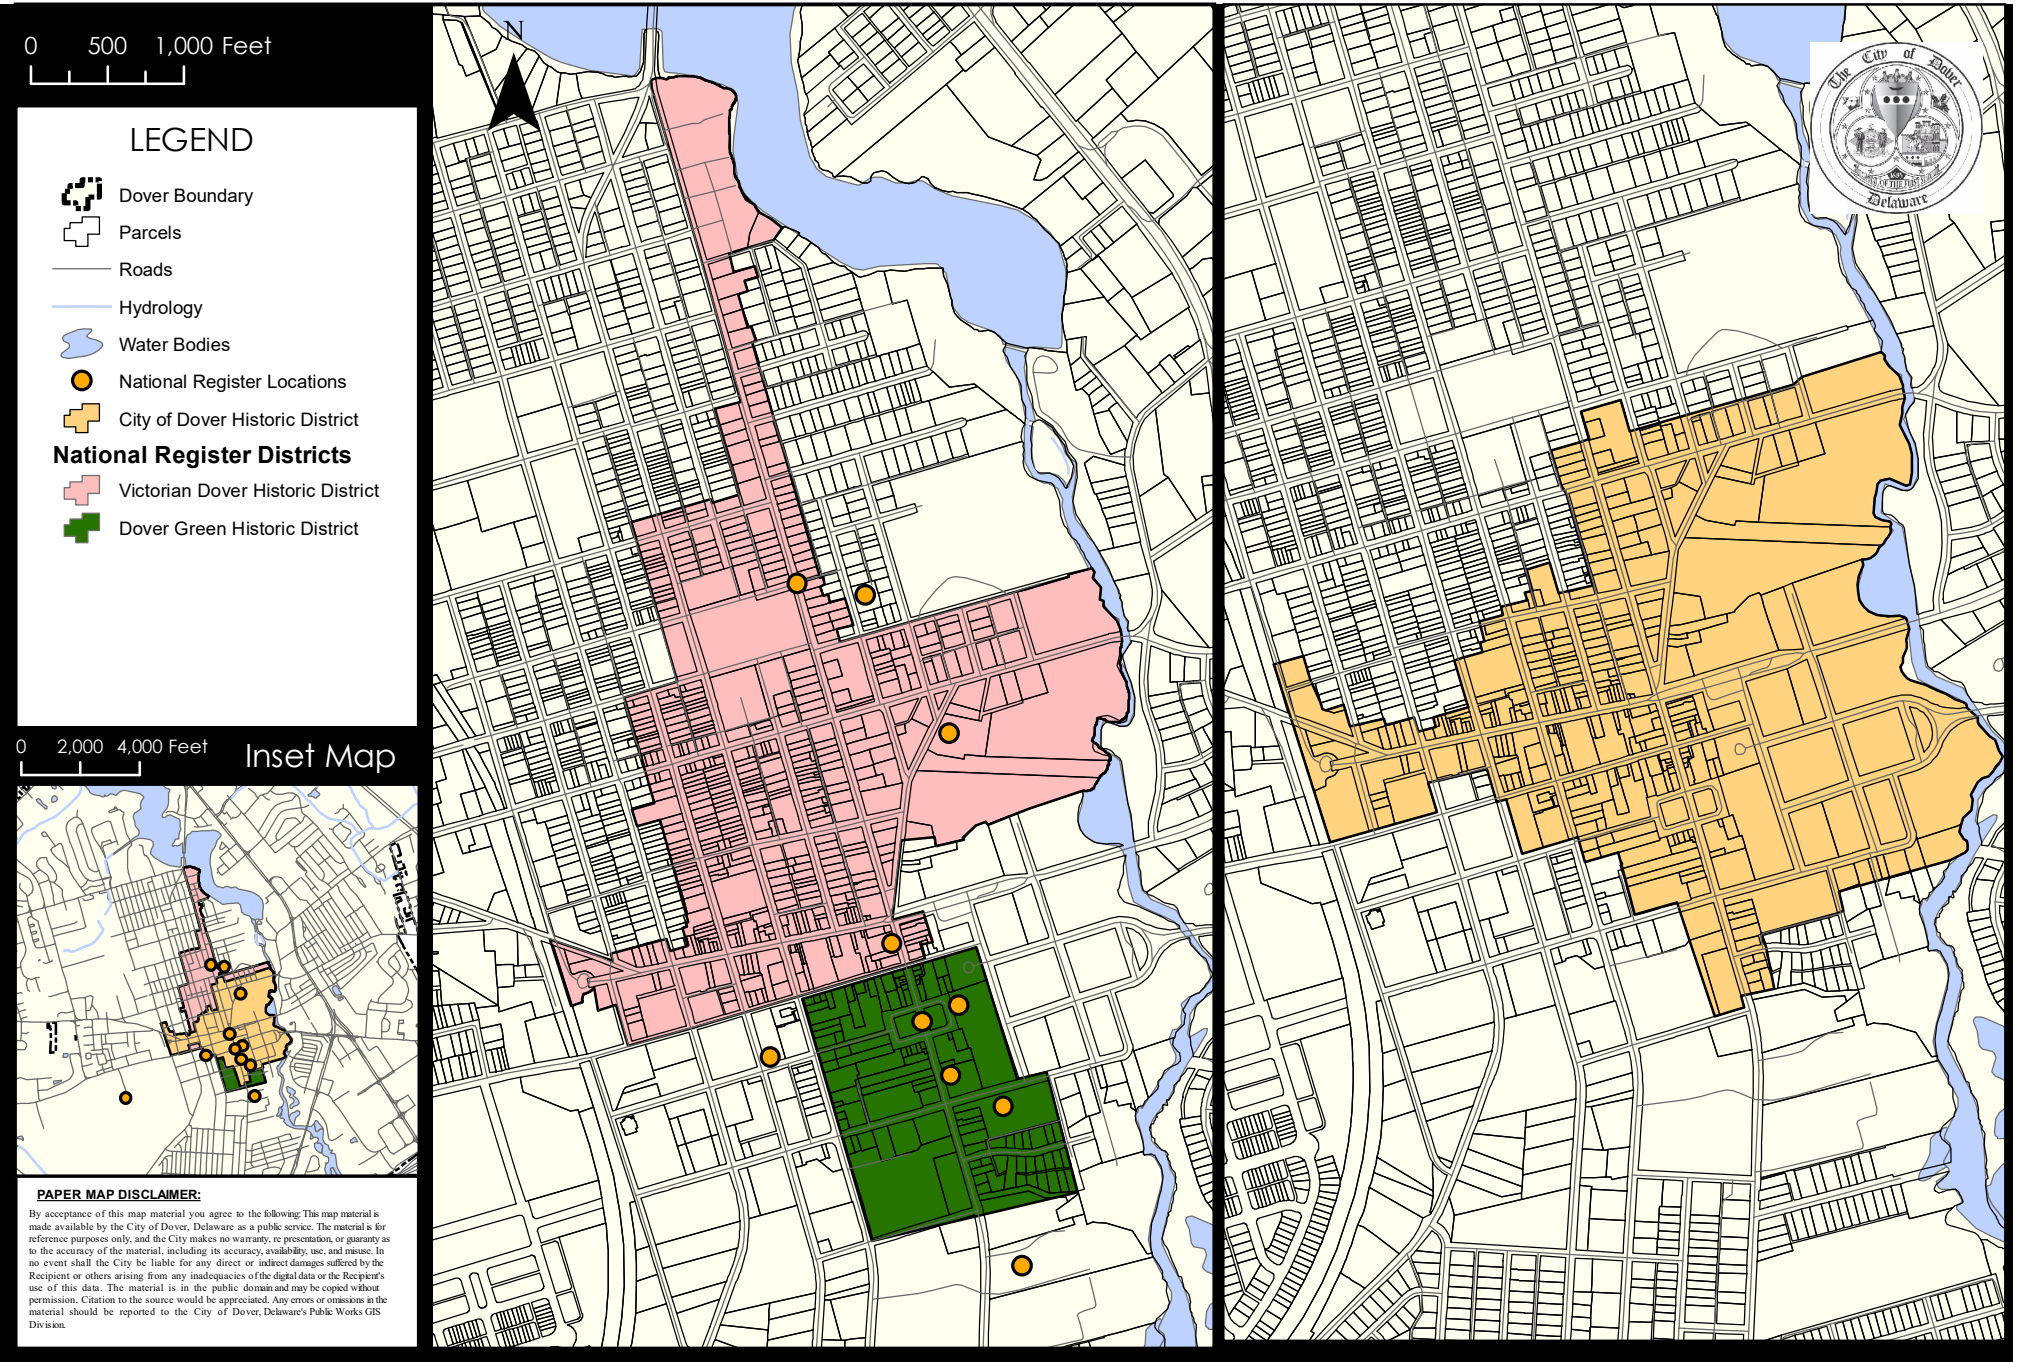 0 500 1,000 Feet
LEGEND
Dover Boundary
Parcels
Roads
Hydrology
Water Bodies
National Register Locations
City of Dover Historic District
National Register Districts
Victorian Dover Historic District
Dover Green Historic District
0 2,000 4,000 Feet
Inset Map
PAPER MAP DISCLAIMER:
By acceptance of this map material you agree to the following: This map material is
made available by the City of Dover, Delaware as a public service. The material is for
reference purposes only, and the City makes no warranty, re presentation, or guaranty as
to the accuracy of the material, including its accuracy, availability, use, and misuse. In
no event shall the City be liable for any direct or indirect damages suffered by the
Recipient or others arising from any inadequacies of the digital data or the Recipient's
use of this data. The material is in the public domain and may be copied without
permission. Citation to the source would be appreciated. Any errors or omissions in the
material should be reported to the City of Dover, Delaware's Public Works GIS
Division.
N
The City of Dover
Delaware